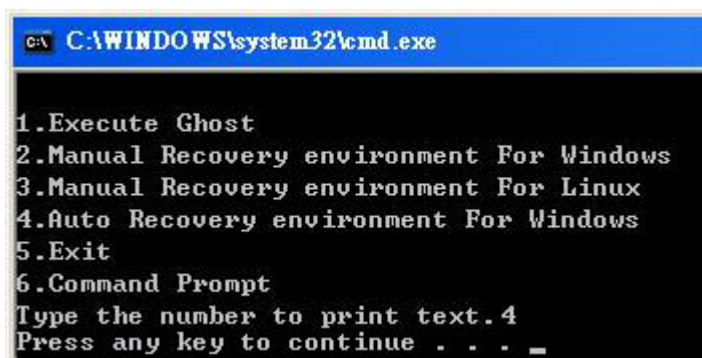 C:\WINDOWS\system32\cmd.exe
1.Execute Ghost
2.Manual Recovery environment For Windows
3.Manual Recovery environment For Linux
4.Auto Recovery environment For Windows
5.Exit
6.Command Prompt
Type the number to print text.4
Press any key to continue . . . _